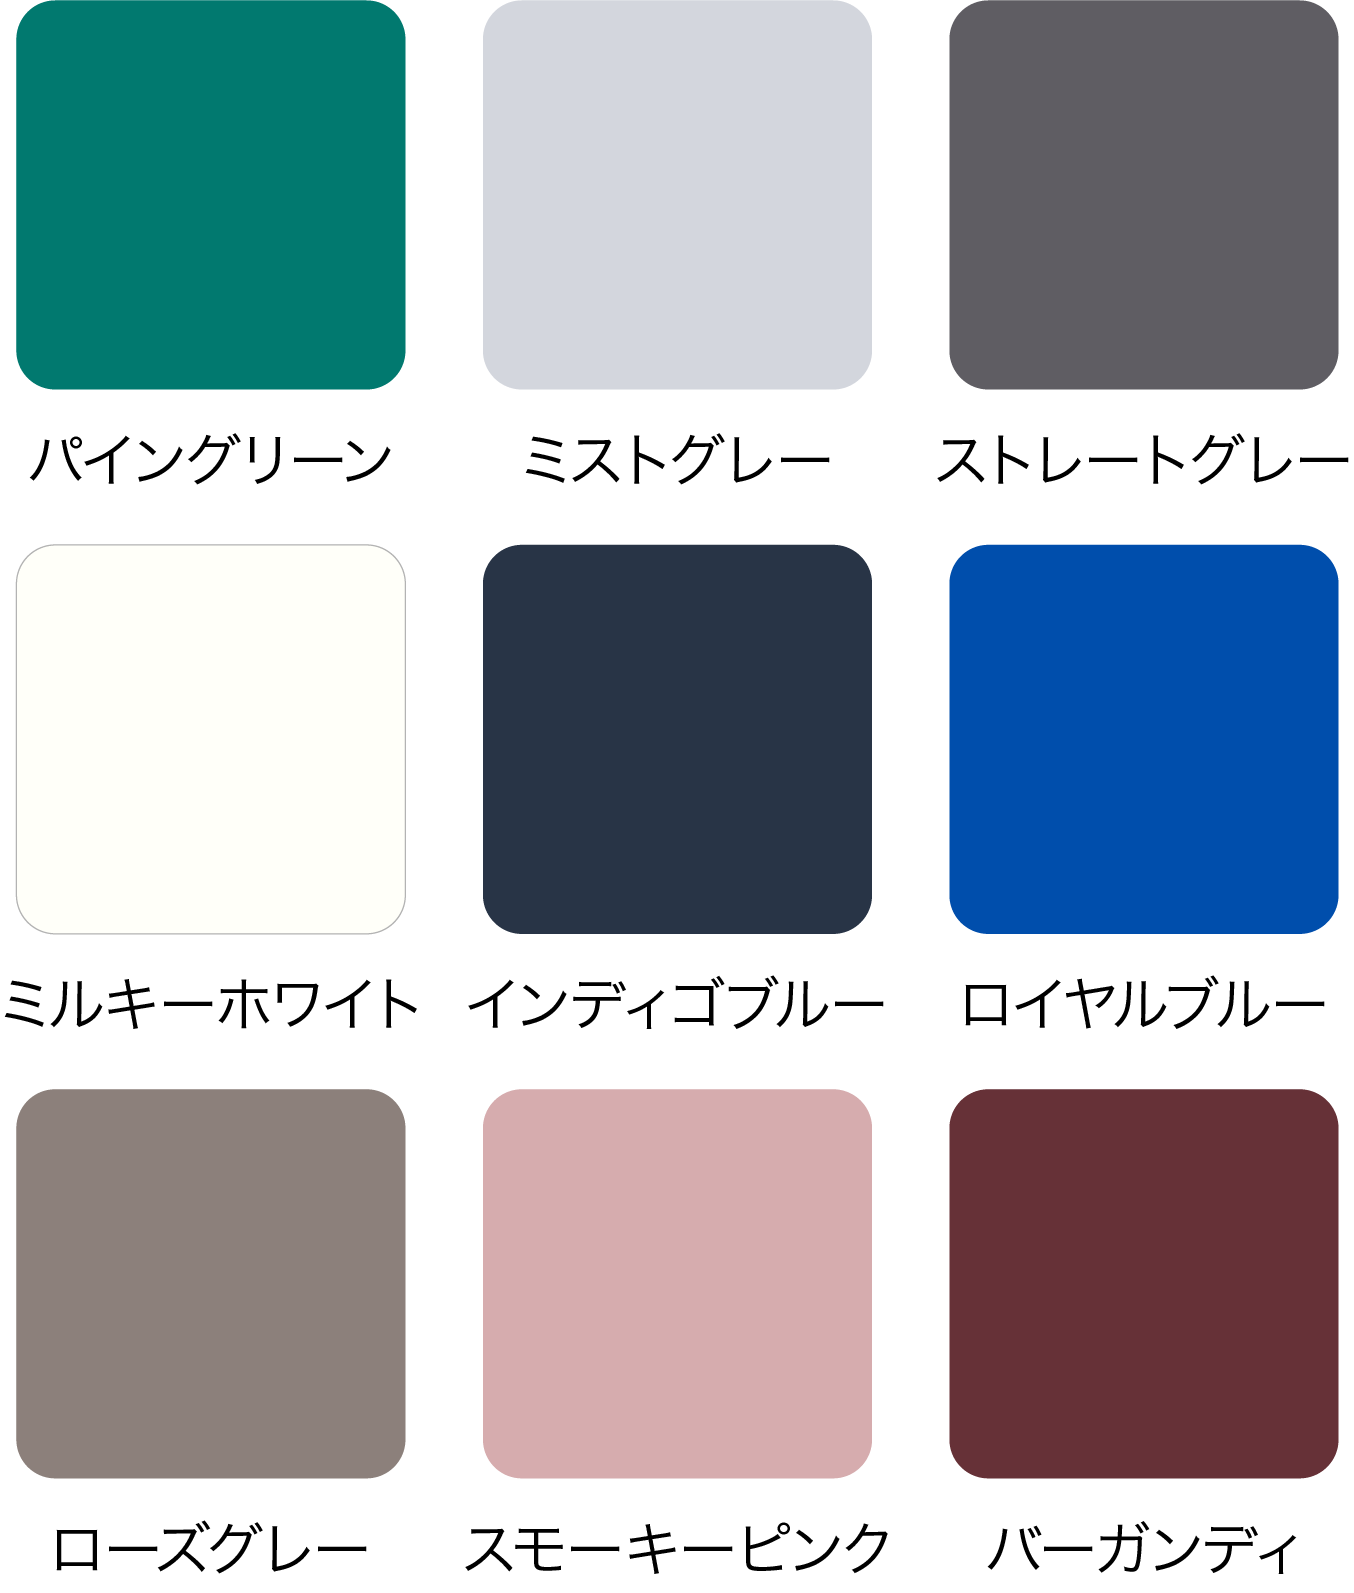 パイングリーン
ミストグレー
ストレートグレー
ミルキーホワイト
インディゴブルー
ロイヤルブルー
ローズグレー
スモーキーピンク
バーガンディ